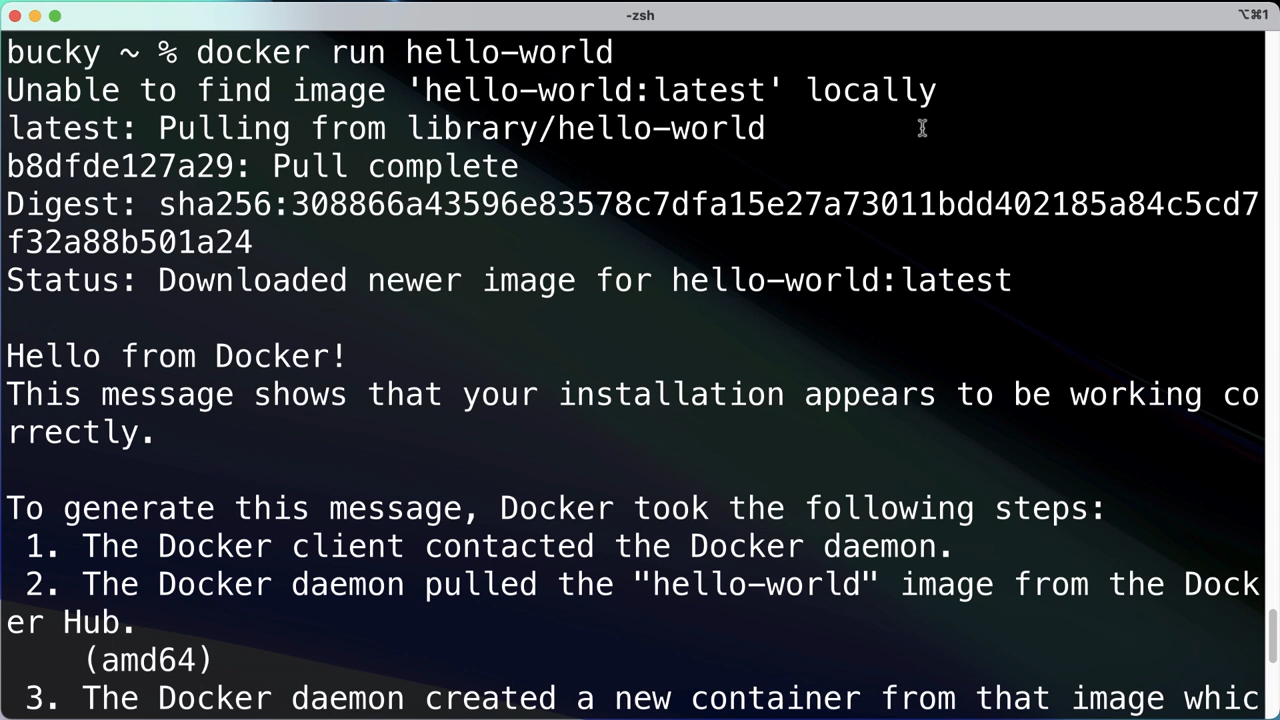 -zsh
⌥⌘1
bucky ~ % docker run hello-world
Unable to find image 'hello-world:latest' locally
latest: Pulling from library/hello-world
b8dfde127a29: Pull complete
Digest: sha256:308866a43596e83578c7dfa15e27a73011bdd402185a84c5cd7
f32a88b501a24
Status: Downloaded newer image for hello-world:latest
Hello from Docker!
This message shows that your installation appears to be working co
rrectly.
To generate this message, Docker took the following steps:
1. The Docker client contacted the Docker daemon.
2. The Docker daemon pulled the "hello-world" image from the Dock
er Hub.
(amd64)
3. The Docker daemon created a new container from that image whic